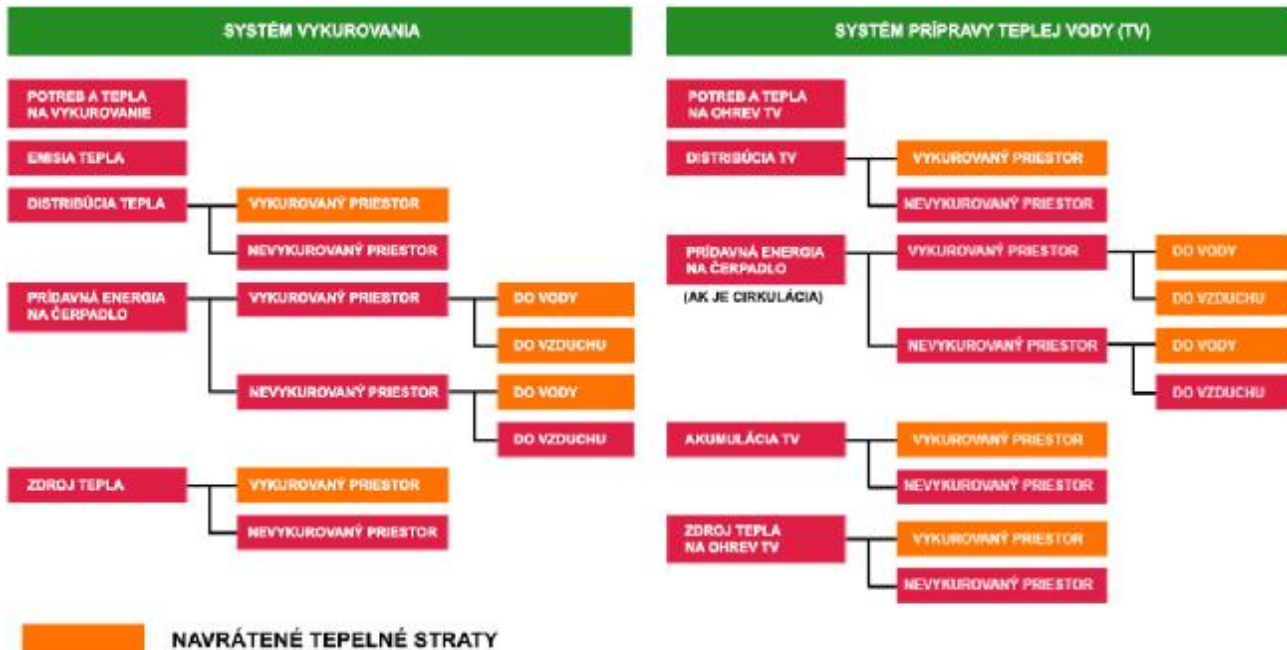 SYSTÉM VYKUROVANIA
POTREB A TEPLA
NA VYKUROVANIE
EMISIA TEPLA
DISTRIBÚCIA TEPLA
VYKUROVANÝ PRIESTOR
NEVYKUROVANÝ PRIESTOR
PRÍDAVNÁ ENERGIA
NA ČERPADLO
VYKUROVANÝ PRIESTOR
DO VODY
DO VZDUCHU
NEVYKUROVANÝ PRIESTOR
DO VODY
DO VZDUCHU
ZDROJ TEPLA
VYKUROVANÝ PRIESTOR
NEVYKUROVANÝ PRIESTOR
SYSTÉM PRÍPRAVY TEPLEJ VODY (TV)
POTREB A TEPLA
NA OHREV TV
DISTRIBÚCIA TV
VYKUROVANÝ PRIESTOR
NEVYKUROVANÝ PRIESTOR
PRÍDAVNÁ ENERGIA
NA ČERPADLO
(AK JE CIRKULÁCIA)
VYKUROVANÝ PRIESTOR
DO VODY
DO VZDUCHU
NEVYKUROVANÝ PRIESTOR
DO VODY
DO VZDUCHU
AKUMULÁCIA TV
VYKUROVANÝ PRIESTOR
NEVYKUROVANÝ PRIESTOR
ZDROJ TEPLA
NA OHREV TV
VYKUROVANÝ PRIESTOR
NEVYKUROVANÝ PRIESTOR
NAVRÁTENÉ TEPELNÉ STRATY